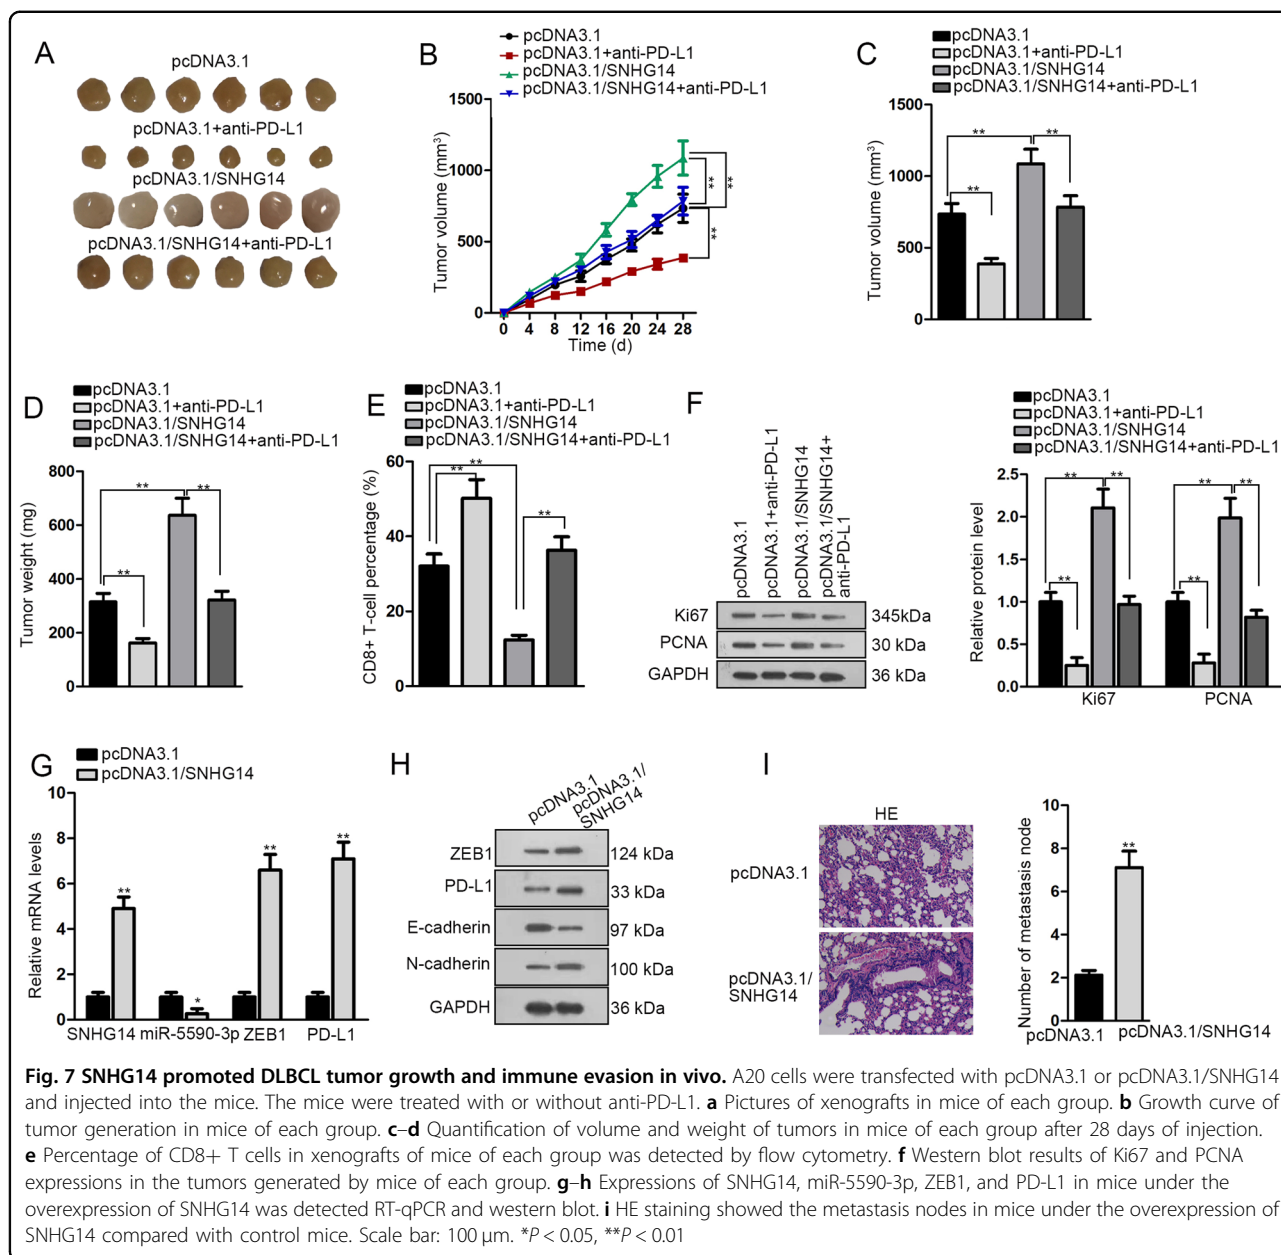 A
pcDNA3.1
pcDNA3.1+anti-PD-L1
pcDNA3.1/SNHG14
pcDNA3.1/SNHG14+anti-PD-L1
B
pcDNA3.1
pcDNA3.1+anti-PD-L1
pcDNA3.1/SNHG14
pcDNA3.1/SNHG14+anti-PD-L1
Tumor volume (mm³)
1500
1000
500
0
0 4 8 12 16 20 24 28
Time (d)
** ** **
C
pcDNA3.1
pcDNA3.1+anti-PD-L1
pcDNA3.1/SNHG14
pcDNA3.1/SNHG14+anti-PD-L1
Tumor volume (mm³)
1500
1000
500
0
** ** **
D
pcDNA3.1
pcDNA3.1+anti-PD-L1
pcDNA3.1/SNHG14
pcDNA3.1/SNHG14+anti-PD-L1
Tumor weight (mg)
800
600
400
200
0
** ** **
E
pcDNA3.1
pcDNA3.1+anti-PD-L1
pcDNA3.1/SNHG14
pcDNA3.1/SNHG14+anti-PD-L1
CD8+ T-cell percentage (%)
60
40
20
0
** ** **
F
pcDNA3.1
pcDNA3.1+anti-PD-L1
pcDNA3.1/SNHG14
pcDNA3.1/SNHG14+
anti-PD-L1
Ki67 345kDa
PCNA 30 kDa
GAPDH 36 kDa
pcDNA3.1
pcDNA3.1+anti-PD-L1
pcDNA3.1/SNHG14
pcDNA3.1/SNHG14+anti-PD-L1
Relative protein level
2.5
2.0
1.5
1.0
0.5
0.0
** ** ** ** ** **
Ki67 PCNA
G
pcDNA3.1
pcDNA3.1/SNHG14
Relative mRNA levels
10
8
6
4
2
0
** * ** **
SNHG14 miR-5590-3p ZEB1 PD-L1
H
pcDNA3.1
pcDNA3.1/
SNHG14
ZEB1 124 kDa
PD-L1 33 kDa
E-cadherin 97 kDa
N-cadherin 100 kDa
GAPDH 36 kDa
I
HE
pcDNA3.1
pcDNA3.1/
SNHG14
Number of metastasis node
10
8
6
4
2
0
**
pcDNA3.1 pcDNA3.1/SNHG14
Fig. 7 SNHG14 promoted DLBCL tumor growth and immune evasion in vivo. A20 cells were transfected with pcDNA3.1 or pcDNA3.1/SNHG14
and injected into the mice. The mice were treated with or without anti-PD-L1. a Pictures of xenografts in mice of each group. b Growth curve of
tumor generation in mice of each group. c–d Quantification of volume and weight of tumors in mice of each group after 28 days of injection.
e Percentage of CD8+ T cells in xenografts of mice of each group was detected by flow cytometry. f Western blot results of Ki67 and PCNA
expressions in the tumors generated by mice of each group. g–h Expressions of SNHG14, miR-5590-3p, ZEB1, and PD-L1 in mice under the
overexpression of SNHG14 was detected RT-qPCR and western blot. i HE staining showed the metastasis nodes in mice under the overexpression of
SNHG14 compared with control mice. Scale bar: 100 μm. *P < 0.05, **P < 0.01